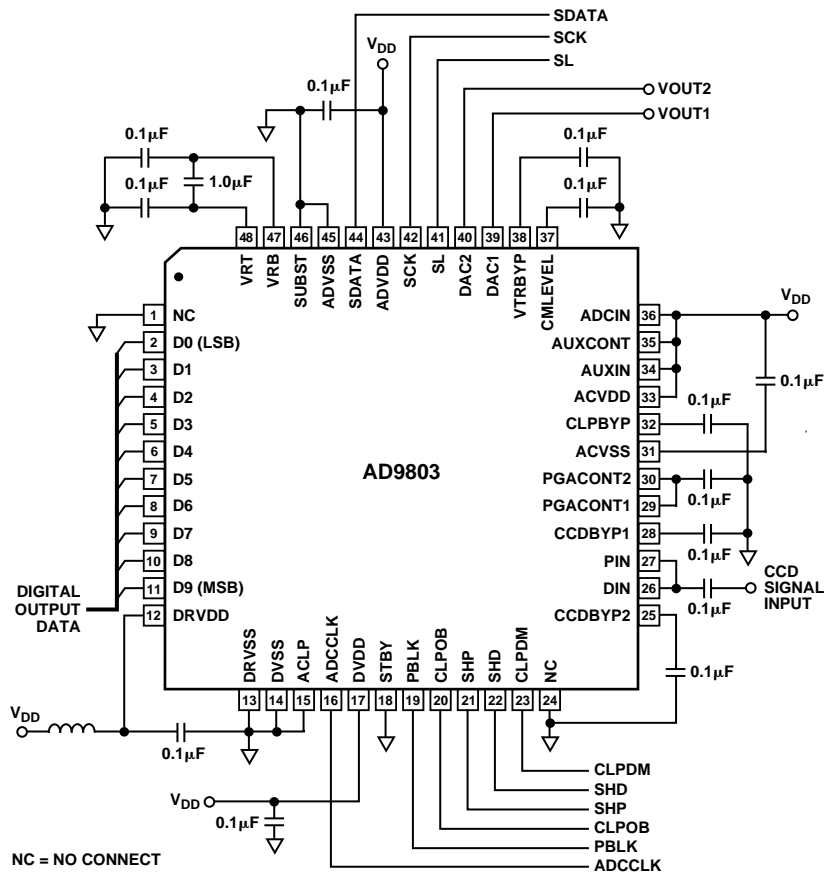 SDATA
SCK
SL
VDD
0.1µF
VOUT2
VOUT1
0.1µF
0.1µF
1.0µF
0.1µF
0.1µF
0.1µF
48 47 46 45 44 43 42 41 40 39 38 37
VRT
VRB
SUBST
ADVSS
SDATA
ADVDD
SCK
SL
DAC2
DAC1
VTRBYP
CMLEVEL
1 NC
2 D0 (LSB)
3 D1
4 D2
5 D3
6 D4
7 D5
8 D6
9 D7
10 D8
11 D9 (MSB)
12 DRVDD
DIGITAL
OUTPUT
DATA
AD9803
ADCIN 36
AUXCONT 35
AUXIN 34
ACVDD 33
CLPBYP 32
ACVSS 31
PGACONT2 30
PGACONT1 29
CCDBYP1 28
PIN 27
DIN 26
CCDBYP2 25
VDD
0.1µF
0.1µF
0.1µF
0.1µF
0.1µF
CCD
SIGNAL
INPUT
0.1µF
DRVSS
DVSS
ACLP
ADCCLK
DVDD
STBY
PBLK
CLPOB
SHP
SHD
CLPDM
NC
13 14 15 16 17 18 19 20 21 22 23 24
VDD
0.1µF
VDD
0.1µF
CLPDM
SHD
SHP
CLPOB
PBLK
ADCCLK
NC = NO CONNECT